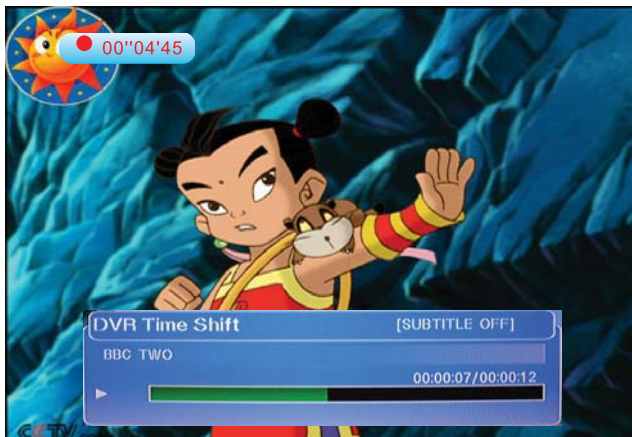 00"04'45
DVR Time Shift [SUBTITLE OFF]
BBC TWO
00:00:07/00:00:12
CCTV